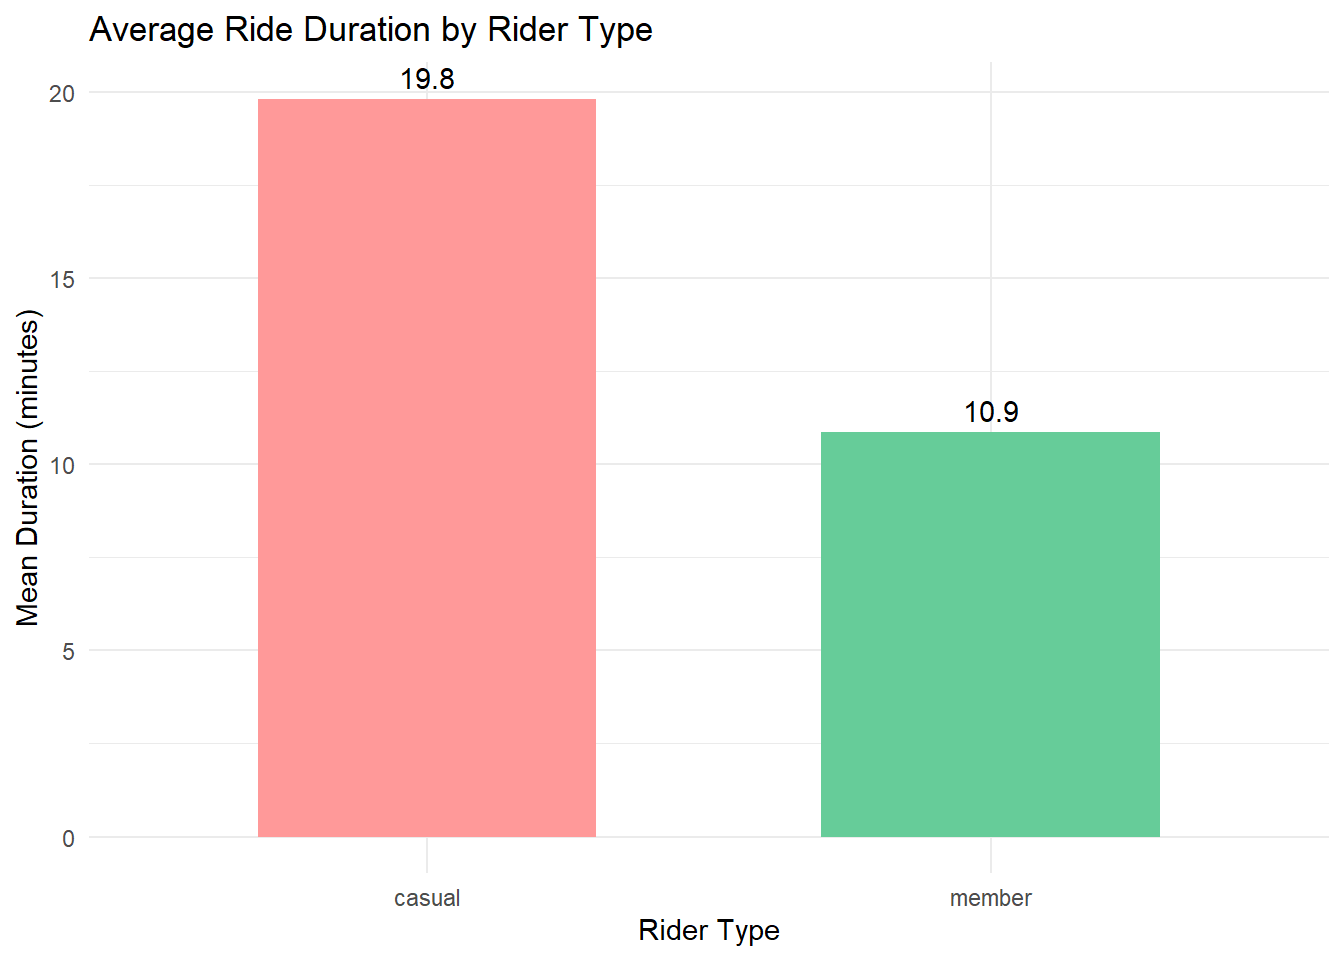 Average Ride Duration by Rider Type
19.8
10.9
20
15
10
5
0
Mean Duration (minutes)
casual member
Rider Type